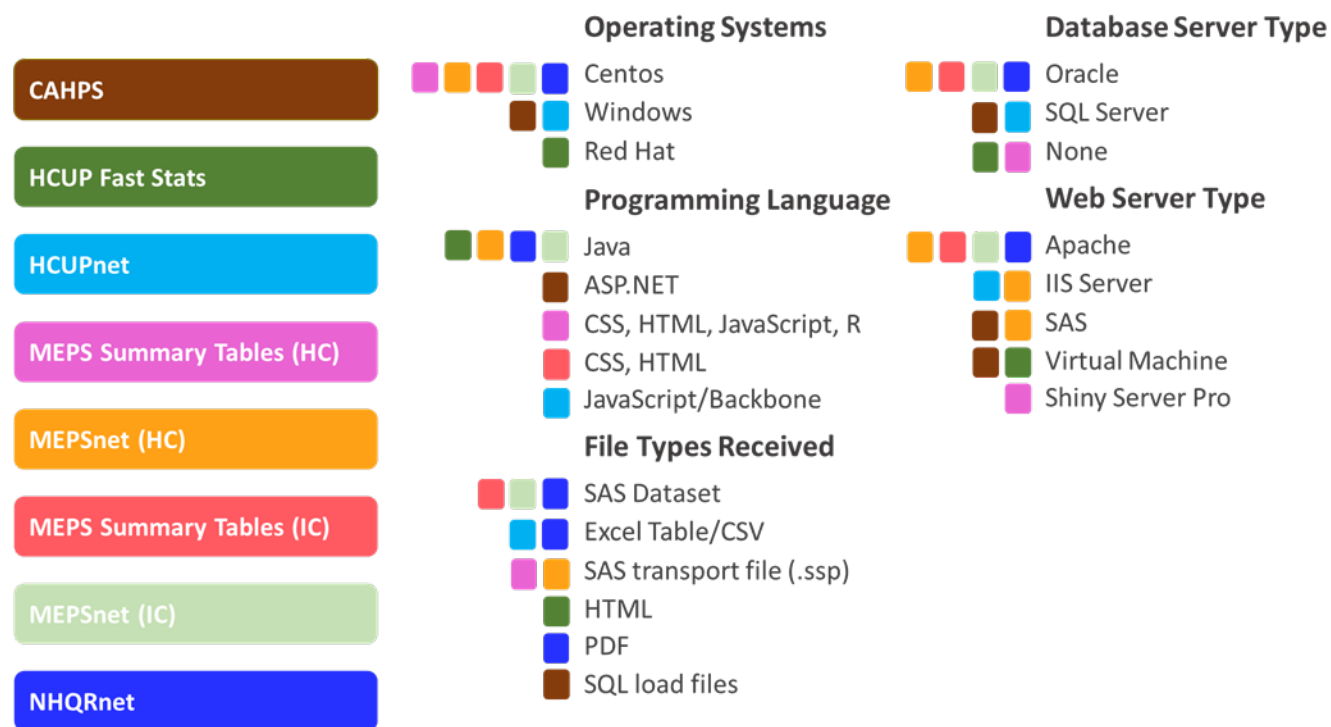 CAHPS
HCUP Fast Stats
HCUPnet
MEPS Summary Tables (HC)
MEPSnet (HC)
MEPS Summary Tables (IC)
MEPSnet (IC)
NHQRnet
Operating Systems
Centos
Windows
Red Hat
Programming Language
Java
ASP.NET
CSS, HTML, JavaScript, R
CSS, HTML
JavaScript/Backbone
File Types Received
SAS Dataset
Excel Table/CSV
SAS transport file (.ssp)
HTML
PDF
SQL load files
Database Server Type
Oracle
SQL Server
None
Web Server Type
Apache
IIS Server
SAS
Virtual Machine
Shiny Server Pro